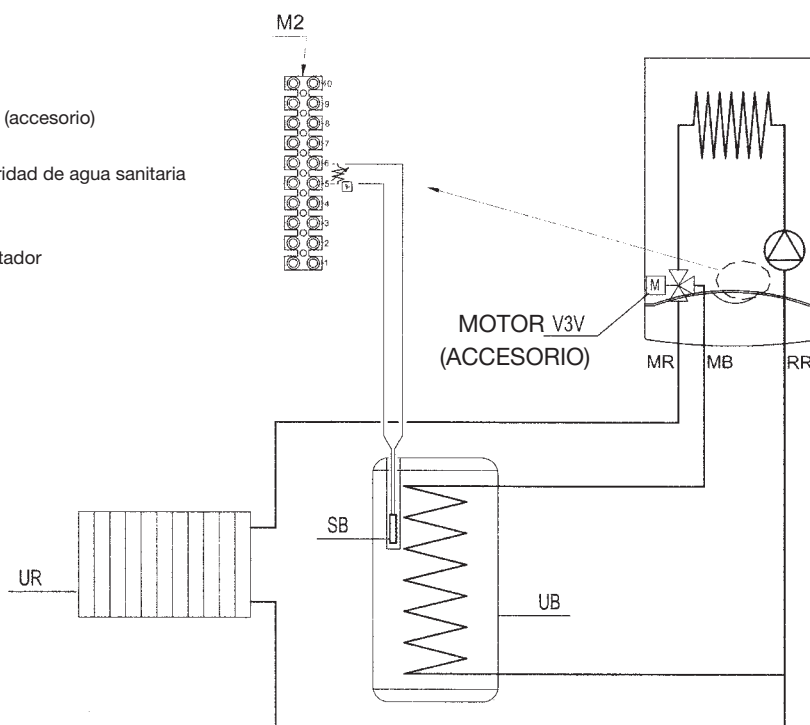 M2
(accesorio)
ridad de agua sanitaria
tador
10
9
8
7
6
5
4
3
2
1
M
MOTOR V3V
(ACCESORIO)
MR MB RR
SB
UR
UB